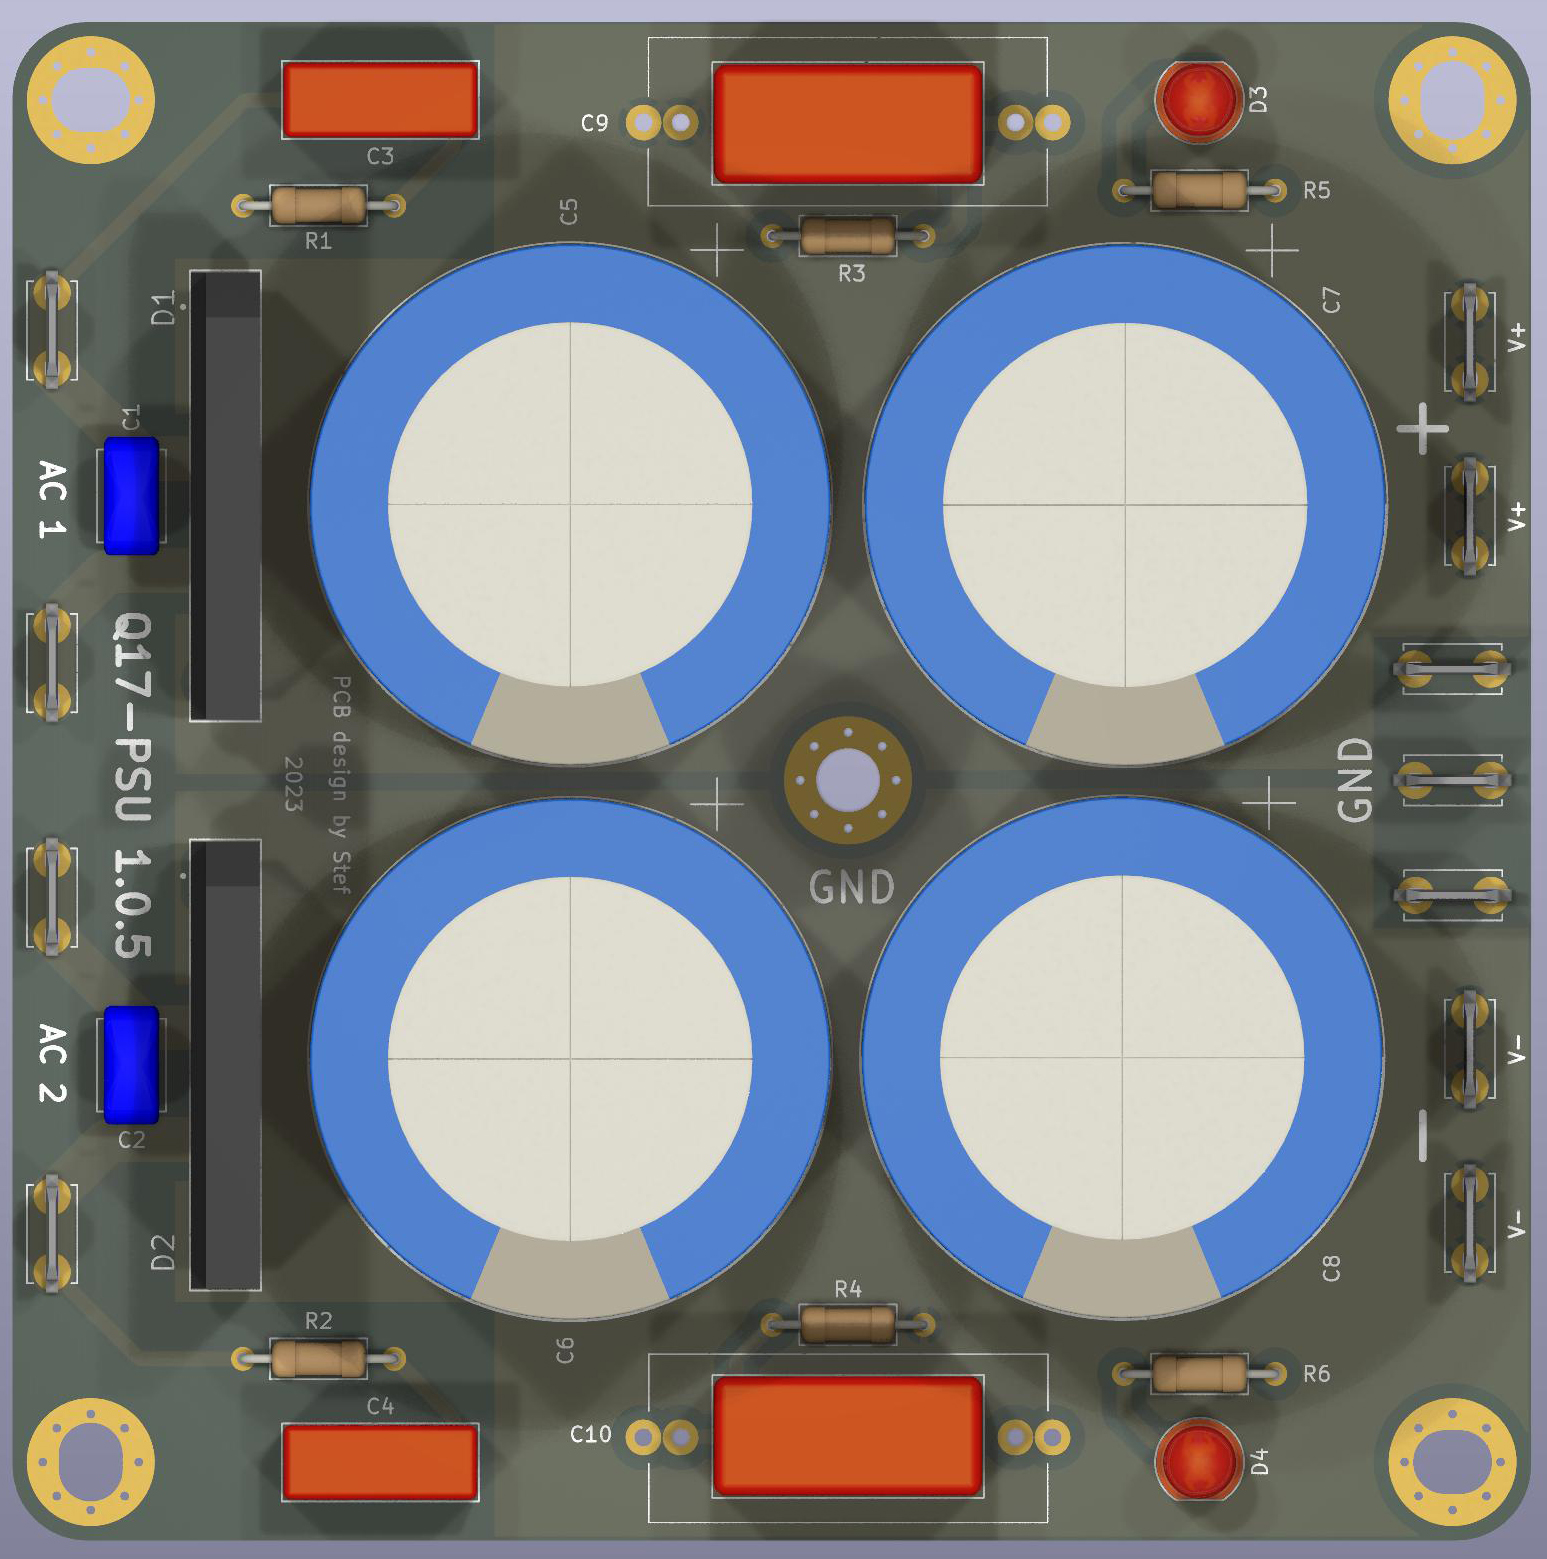 C3
C9
D3
R1
C5
R3
R5
D1
C7
V+
C1
AC 1
V+
Q17-PSU 1.0.5
PCB design by Stef
2023
GND
GND
AC 2
C2
V-
D2
V-
C8
R2
R4
C6
R6
C4
C10
D4